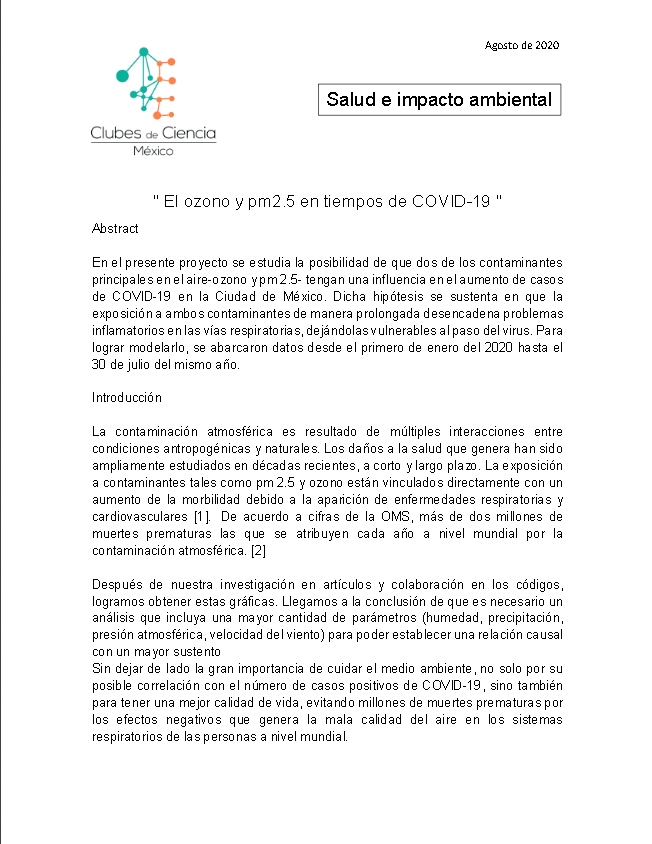 Agosto de 2020
Clubes de Ciencia
México
Salud e impacto ambiental
" El ozono y pm2.5 en tiempos de COVID-19 "
Abstract
En el presente proyecto se estudia la posibilidad de que dos de los contaminantes
principales en el aire-ozono y pm 2.5- tengan una influencia en el aumento de casos
de COVID-19 en la Ciudad de México. Dicha hipótesis se sustenta en que la
exposición a ambos contaminantes de manera prolongada desencadena problemas
inflamatorios en las vías respiratorias, dejándolas vulnerables al paso del virus. Para
lograr modelarlo, se abarcaron datos desde el primero de enero del 2020 hasta el
30 de julio del mismo año.
Introducción
La contaminación atmosférica es resultado de múltiples interacciones entre
condiciones antropogénicas y naturales. Los daños a la salud que genera han sido
ampliamente estudiados en décadas recientes, a corto y largo plazo. La exposición
a contaminantes tales como pm 2.5 y ozono están vinculados directamente con un
aumento de la morbilidad debido a la aparición de enfermedades respiratorias y
cardiovasculares [1]. De acuerdo a cifras de la OMS, más de dos millones de
muertes prematuras las que se atribuyen cada año a nivel mundial por la
contaminación atmosférica. [2]
Después de nuestra investigación en artículos y colaboración en los códigos,
logramos obtener estas gráficas. Llegamos a la conclusión de que es necesario un
análisis que incluya una mayor cantidad de parámetros (humedad, precipitación,
presión atmosférica, velocidad del viento) para poder establecer una relación causal
con un mayor sustento
Sin dejar de lado la gran importancia de cuidar el medio ambiente, no solo por su
posible correlación con el número de casos positivos de COVID-19, sino también
para tener una mejor calidad de vida, evitando millones de muertes prematuras por
los efectos negativos que genera la mala calidad del aire en los sistemas
respiratorios de las personas a nivel mundial.